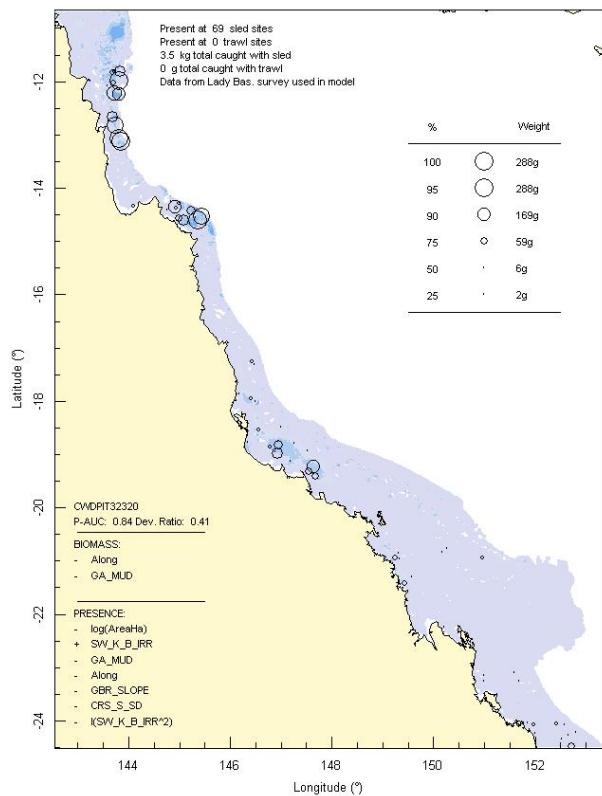 Present at 69 sled sites
Present at 0 trawl sites
3.5 kg total caught with sled
0 g total caught with trawl
Data from Lady Bas. survey used in model
% Weight
100 288g
95 288g
90 169g
75 59g
50 6g
25 2g
-12
-14
-16
-18
-20
-22
-24
Latitude (°)
CWDPIT32320
P-AUC: 0.84 Dev. Ratio: 0.41
BIOMASS:
- Along
- GA_MUD
PRESENCE:
- log(AreaHa)
+ SW_K_B_IRR
- GA_MUD
- Along
- GBR_SLOPE
- CRS_S_SD
- I(SW_K_B_IRR^2)
144 146 148 150 152
Longitude (°)